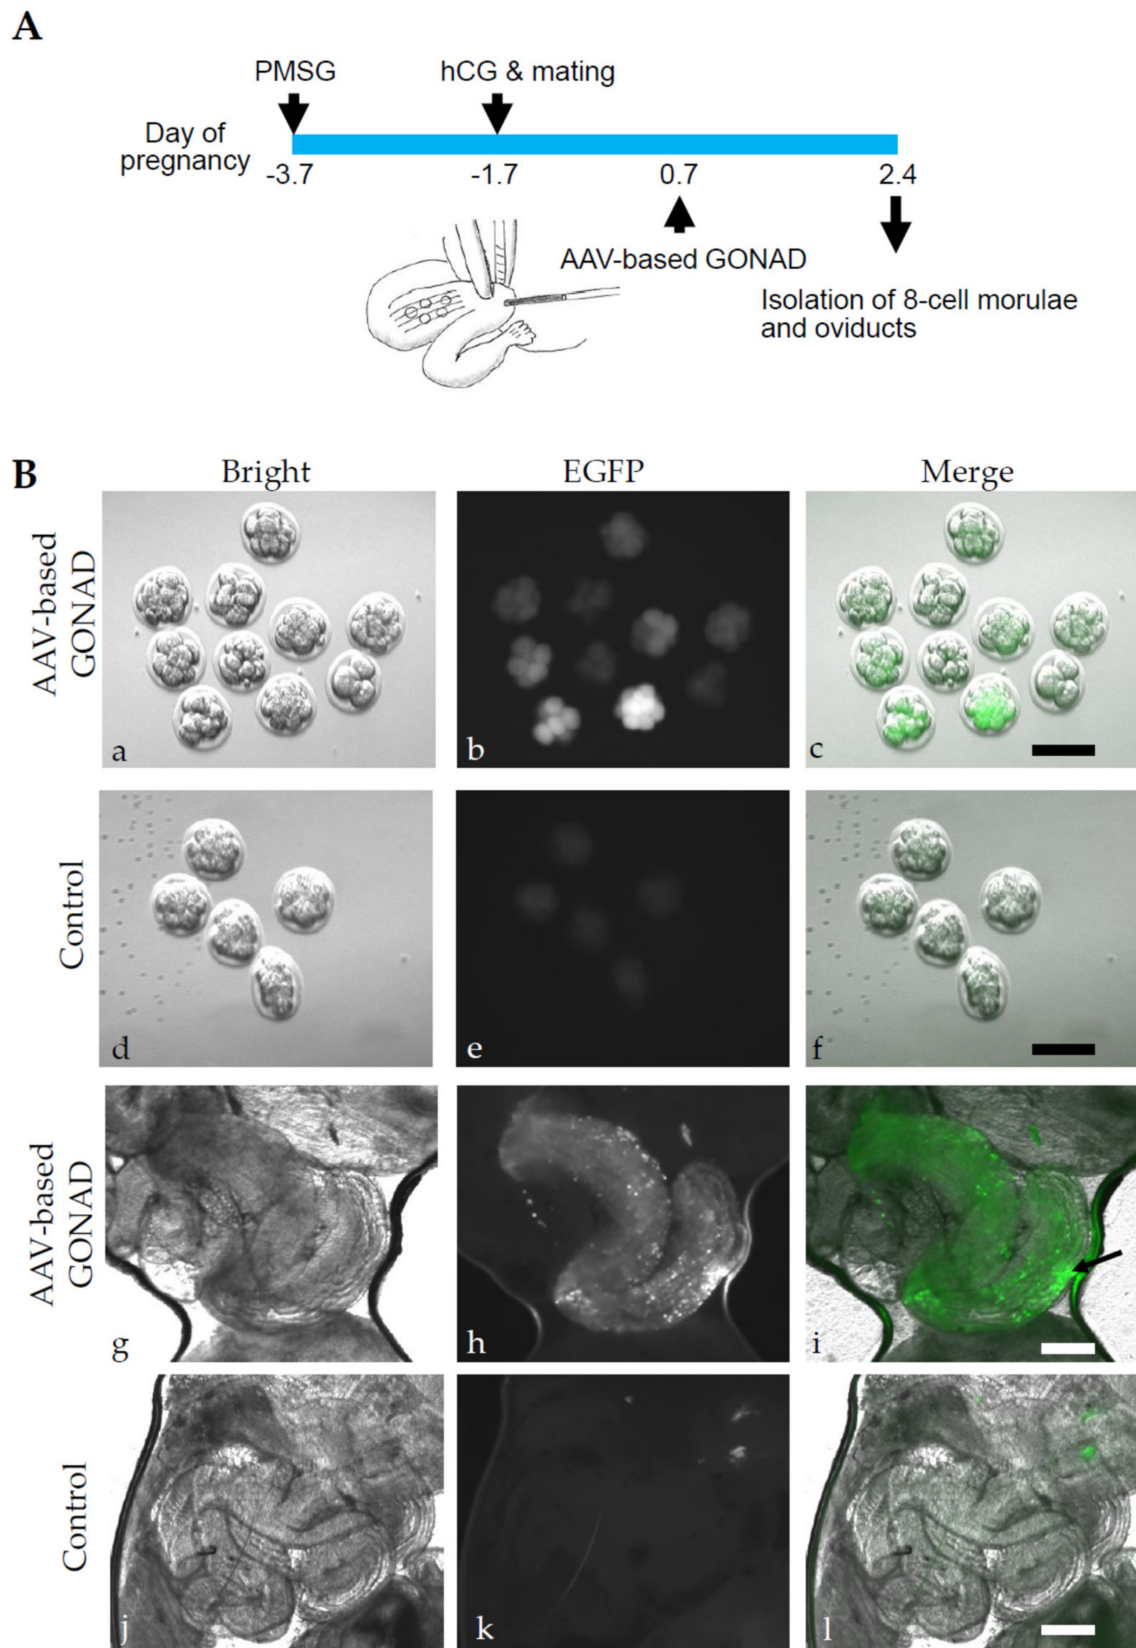 A
PMSG
hCG & mating
Day of
pregnancy
-3.7
-1.7
0.7
2.4
AAV-based GONAD
Isolation of 8-cell morulae
and oviducts
B
Bright
EGFP
Merge
AAV-based
GONAD
a
b
c
Control
d
e
f
AAV-based
GONAD
g
h
i
Control
j
k
l